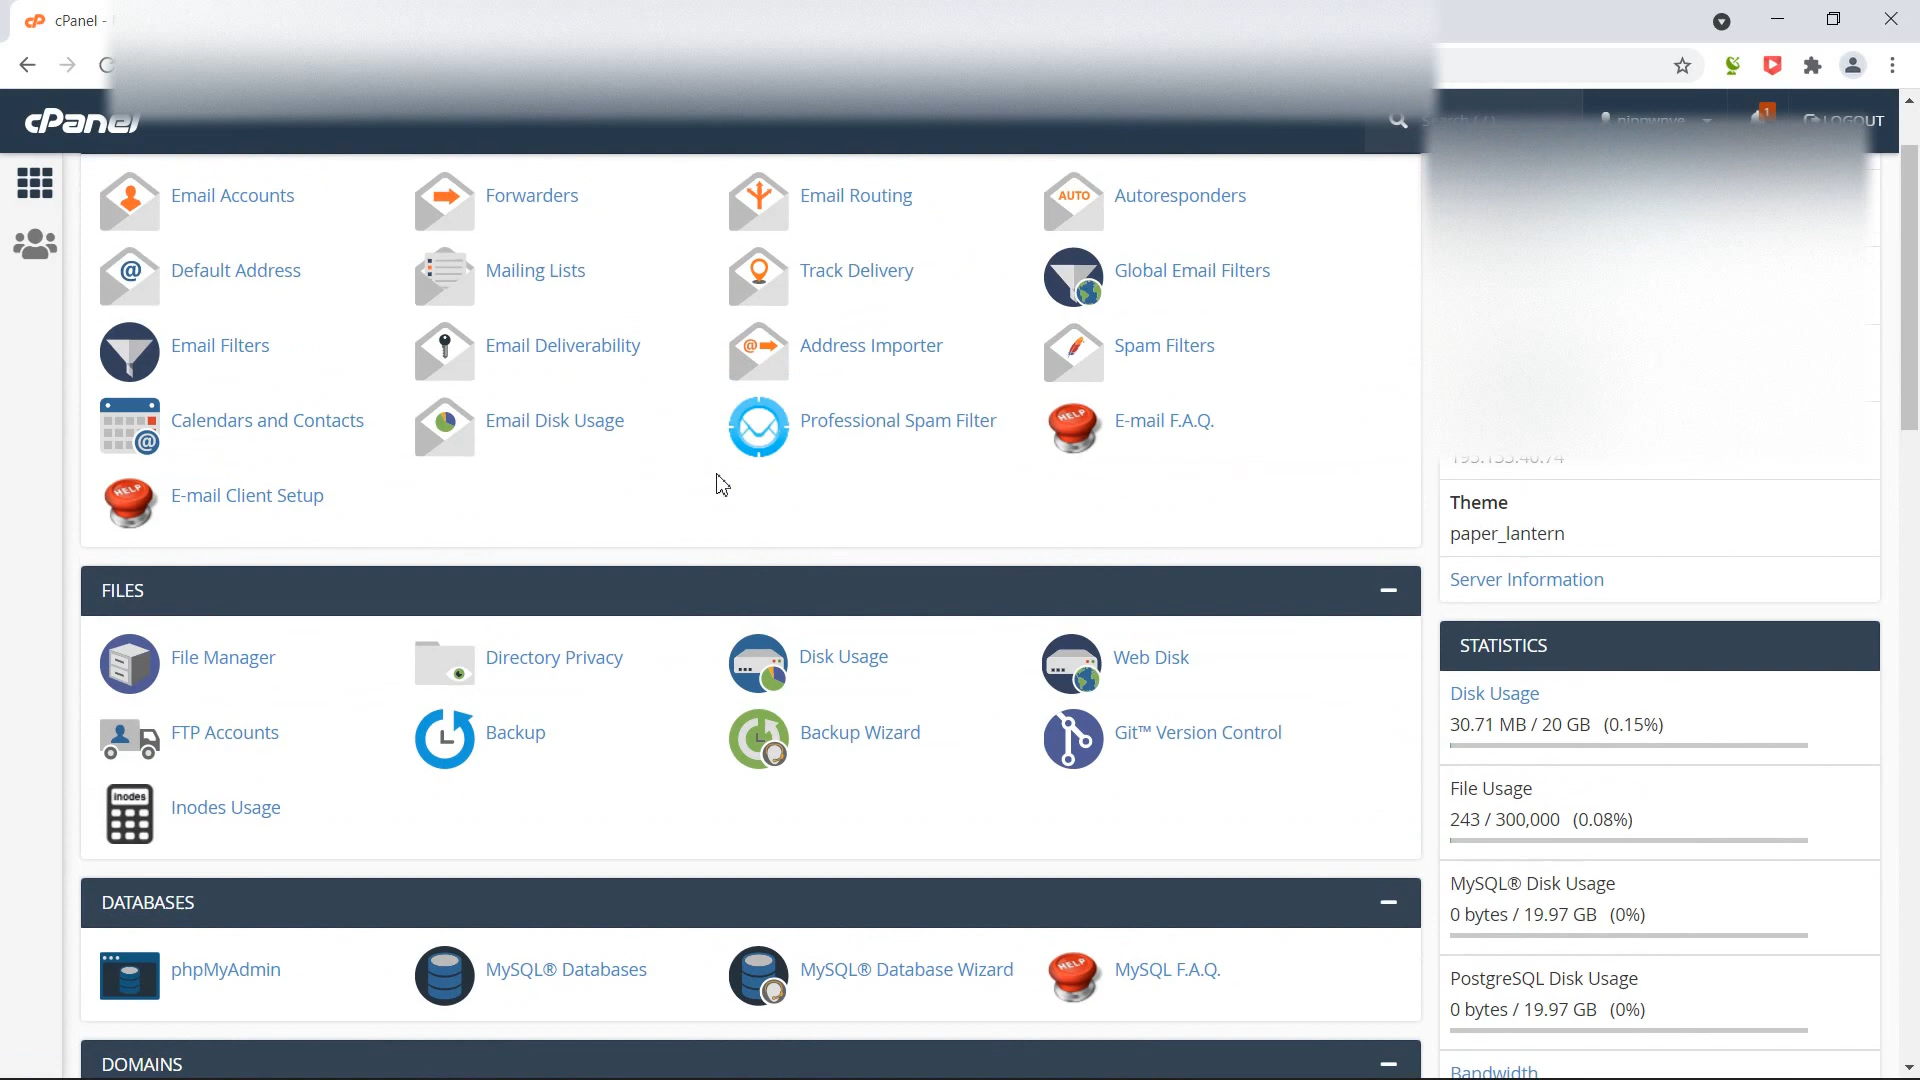 cPanel -
cPanel
1
LOGOUT
Email Accounts
Forwarders
Email Routing
AUTO
Autoresponders
@
Default Address
Mailing Lists
Track Delivery
Global Email Filters
Email Filters
Email Deliverability
@
Address Importer
Spam Filters
@
Calendars and Contacts
Email Disk Usage
Professional Spam Filter
HELP
E-mail F.A.Q.
HELP
E-mail Client Setup
Theme
paper_lantern
Server Information
FILES
File Manager
Directory Privacy
Disk Usage
Web Disk
FTP Accounts
Backup
Backup Wizard
Git™ Version Control
inodes
Inodes Usage
DATABASES
phpMyAdmin
MySQL® Databases
MySQL® Database Wizard
HELP
MySQL F.A.Q.
DOMAINS
STATISTICS
Disk Usage
30.71 MB / 20 GB (0.15%)
File Usage
243 / 300,000 (0.08%)
MySQL® Disk Usage
0 bytes / 19.97 GB (0%)
PostgreSQL Disk Usage
0 bytes / 19.97 GB (0%)
Bandwidth